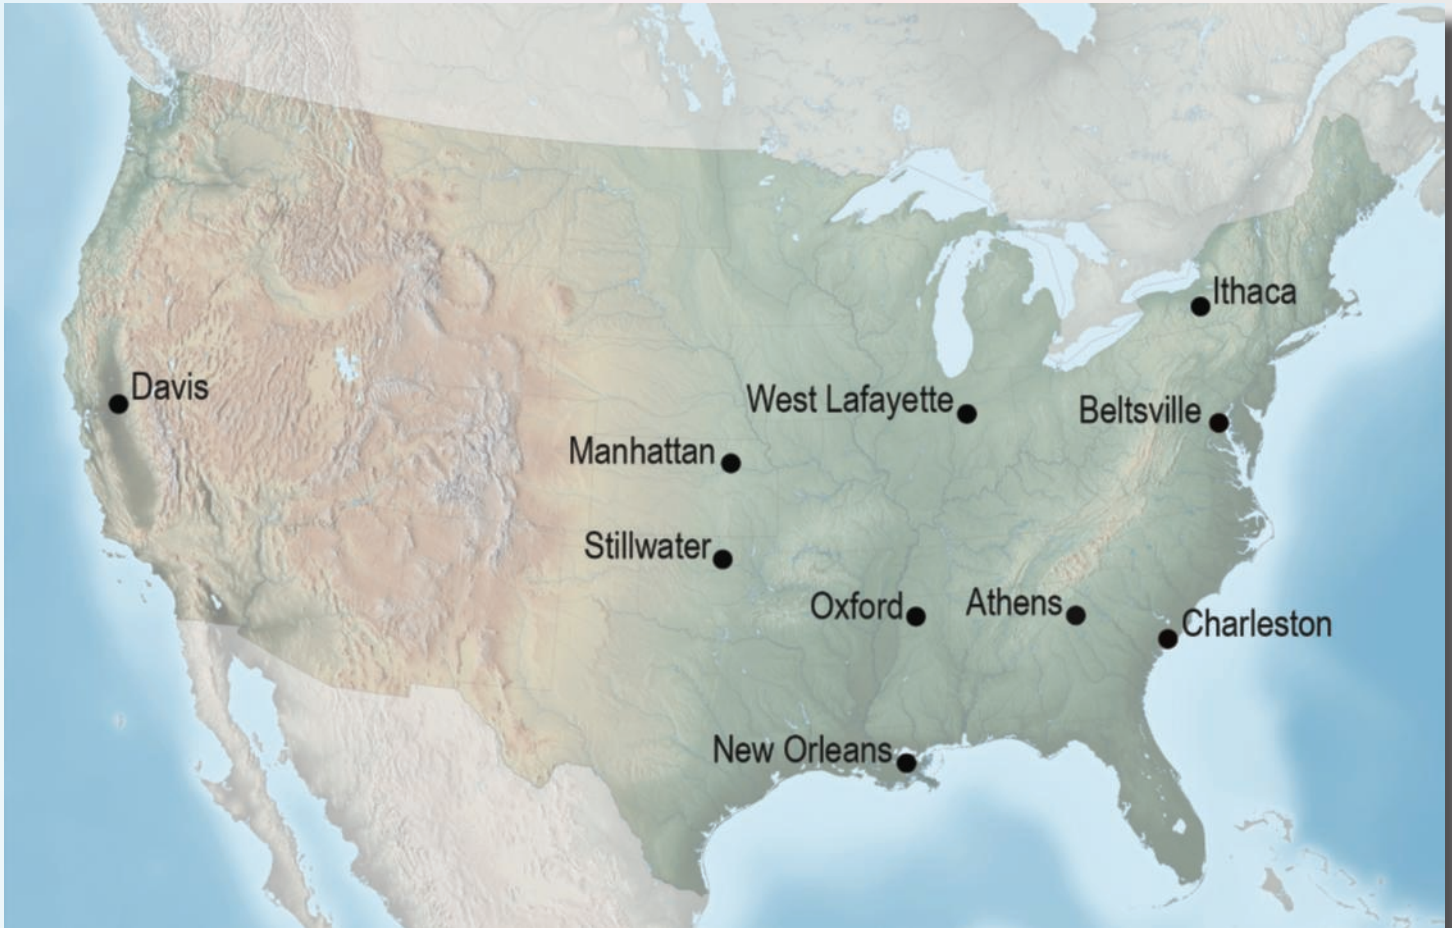 Ithaca
Davis
West Lafayette
Beltsville
Manhattan
Stillwater
Oxford
Athens
Charleston
New Orleans